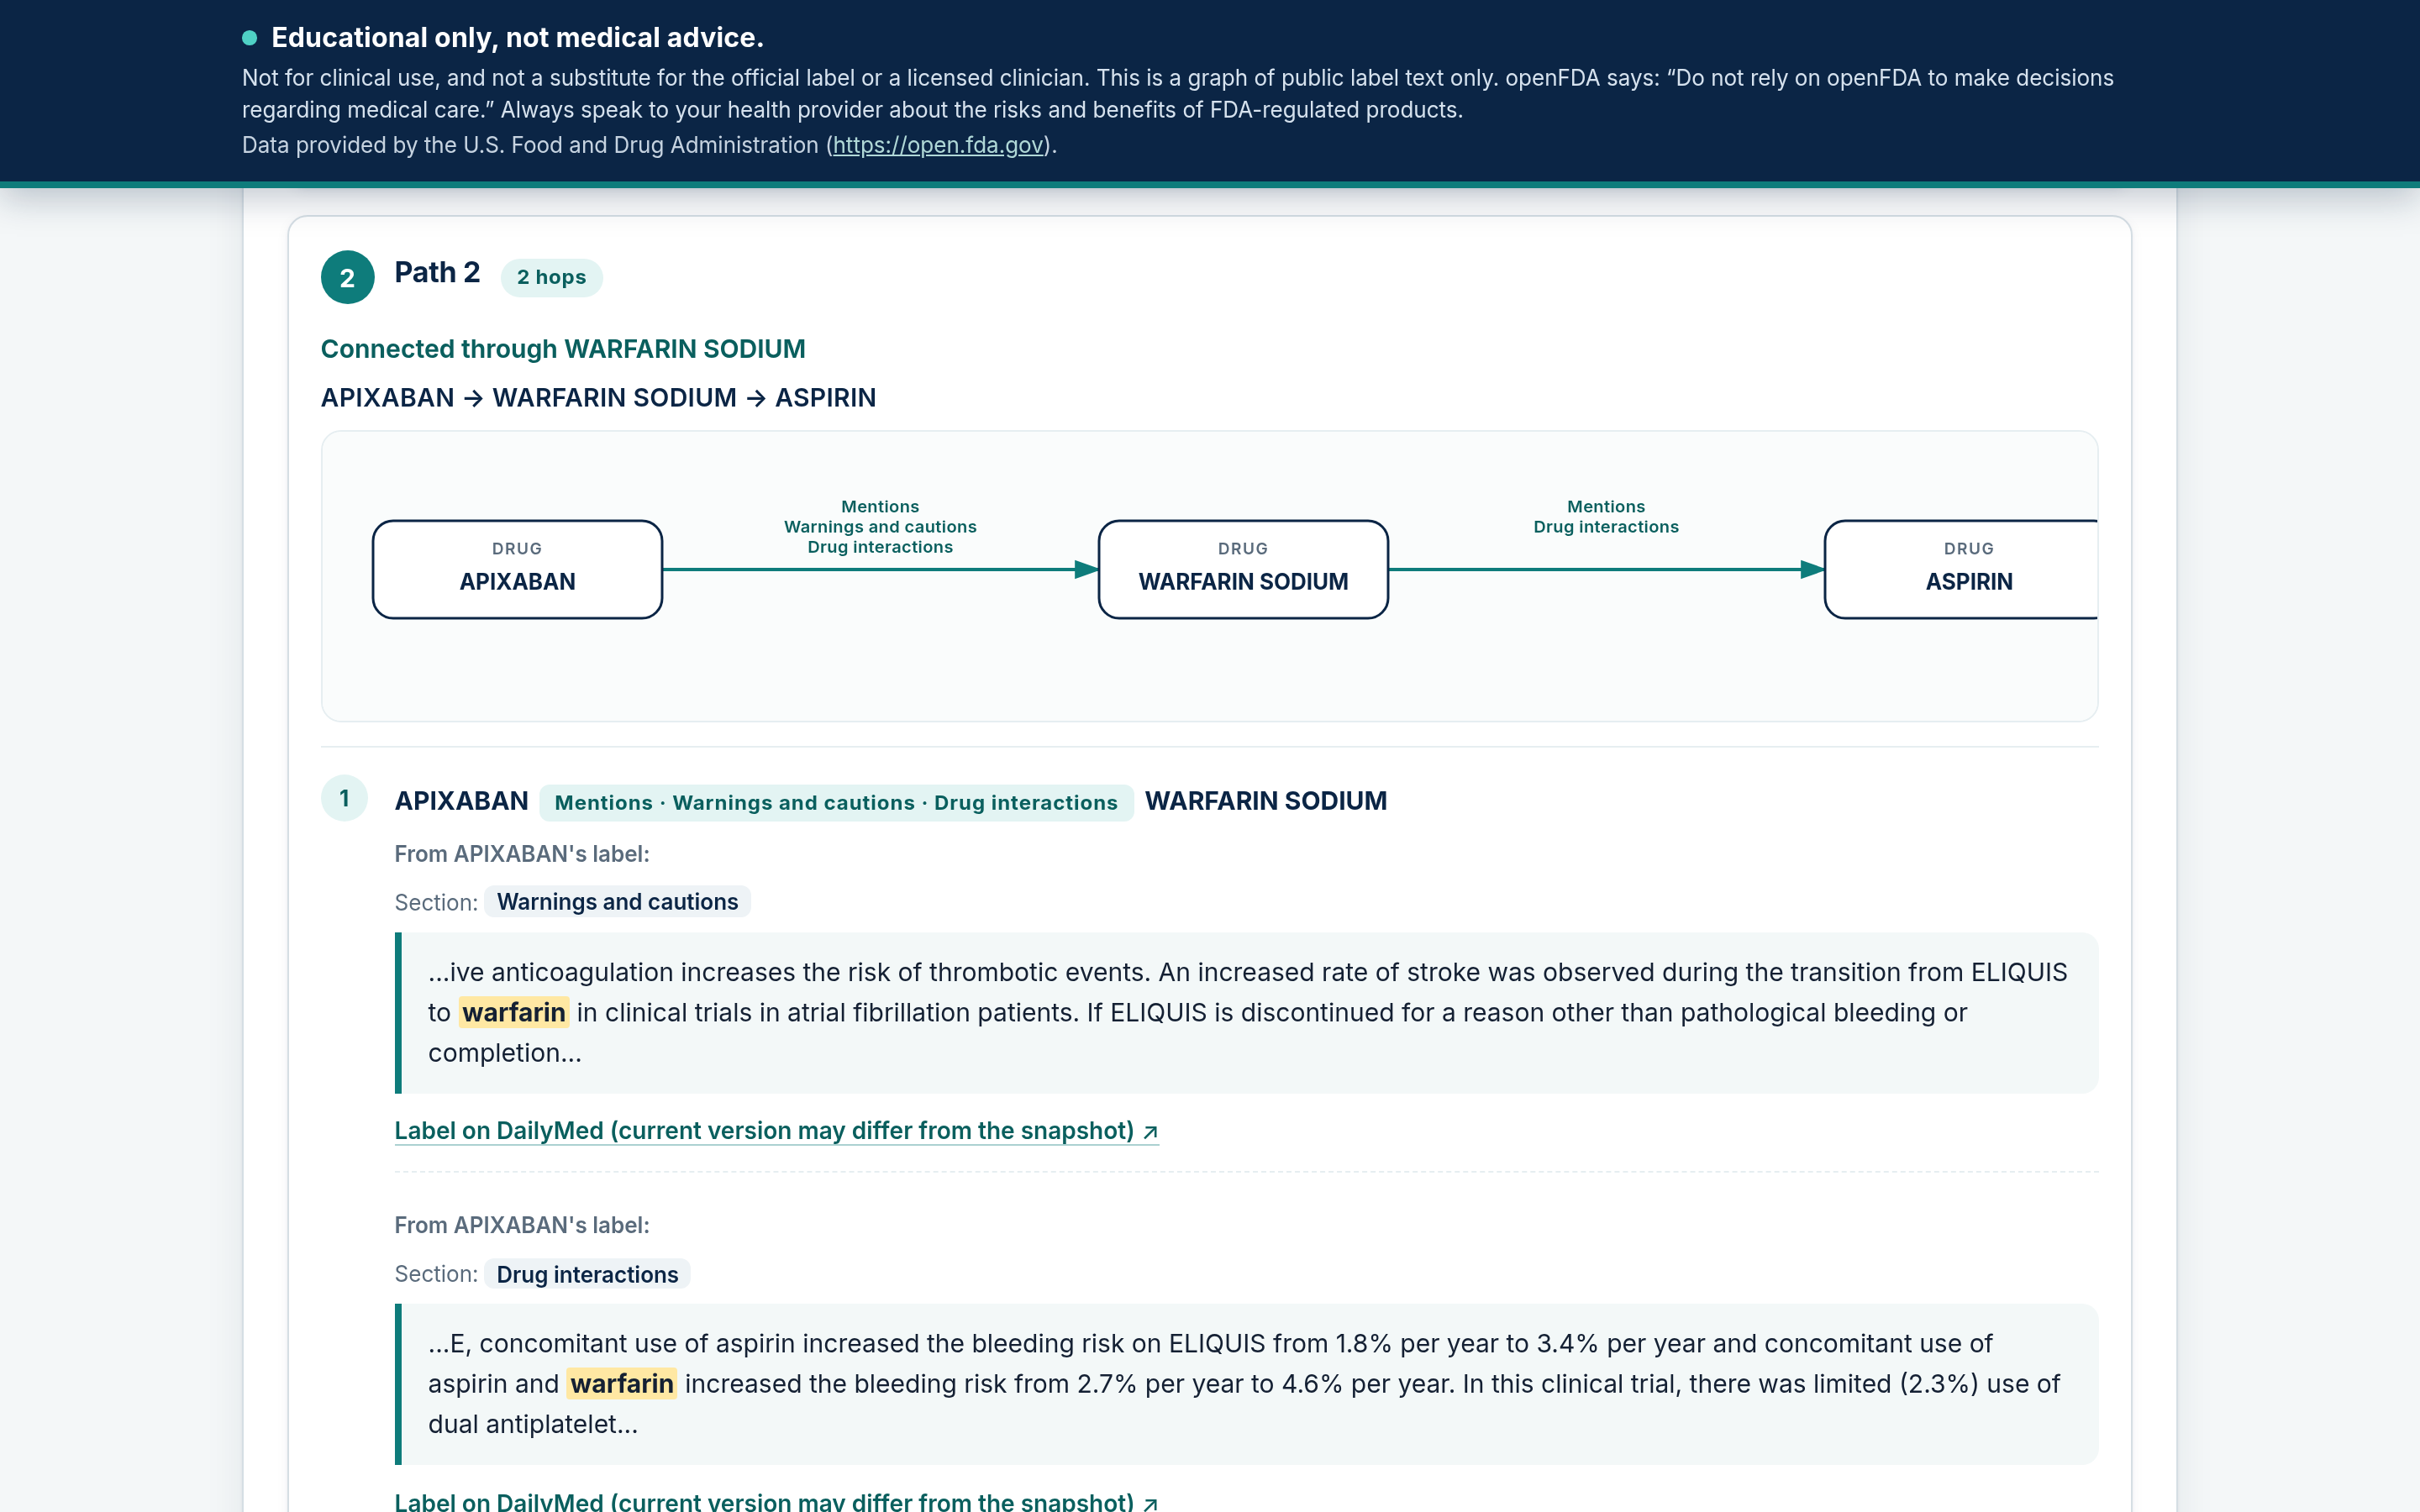 Educational only, not medical advice.
Not for clinical use, and not a substitute for the official label or a licensed clinician. This is a graph of public label text only. openFDA says: “Do not rely on openFDA to make decisions
regarding medical care.” Always speak to your health provider about the risks and benefits of FDA-regulated products.
Data provided by the U.S. Food and Drug Administration (https://open.fda.gov).
2 Path 2 2 hops
Connected through WARFARIN SODIUM
APIXABAN → WARFARIN SODIUM → ASPIRIN
DRUG
APIXABAN
Mentions
Warnings and cautions
Drug interactions
DRUG
WARFARIN SODIUM
Mentions
Drug interactions
DRUG
ASPIRIN
1 APIXABAN Mentions · Warnings and cautions · Drug interactions WARFARIN SODIUM
From APIXABAN's label:
Section: Warnings and cautions
...ive anticoagulation increases the risk of thrombotic events. An increased rate of stroke was observed during the transition from ELIQUIS
to warfarin in clinical trials in atrial fibrillation patients. If ELIQUIS is discontinued for a reason other than pathological bleeding or
completion...
Label on DailyMed (current version may differ from the snapshot) ↗
From APIXABAN's label:
Section: Drug interactions
...E, concomitant use of aspirin increased the bleeding risk on ELIQUIS from 1.8% per year to 3.4% per year and concomitant use of
aspirin and warfarin increased the bleeding risk from 2.7% per year to 4.6% per year. In this clinical trial, there was limited (2.3%) use of
dual antiplatelet...
Label on DailyMed (current version may differ from the snapshot) ↗